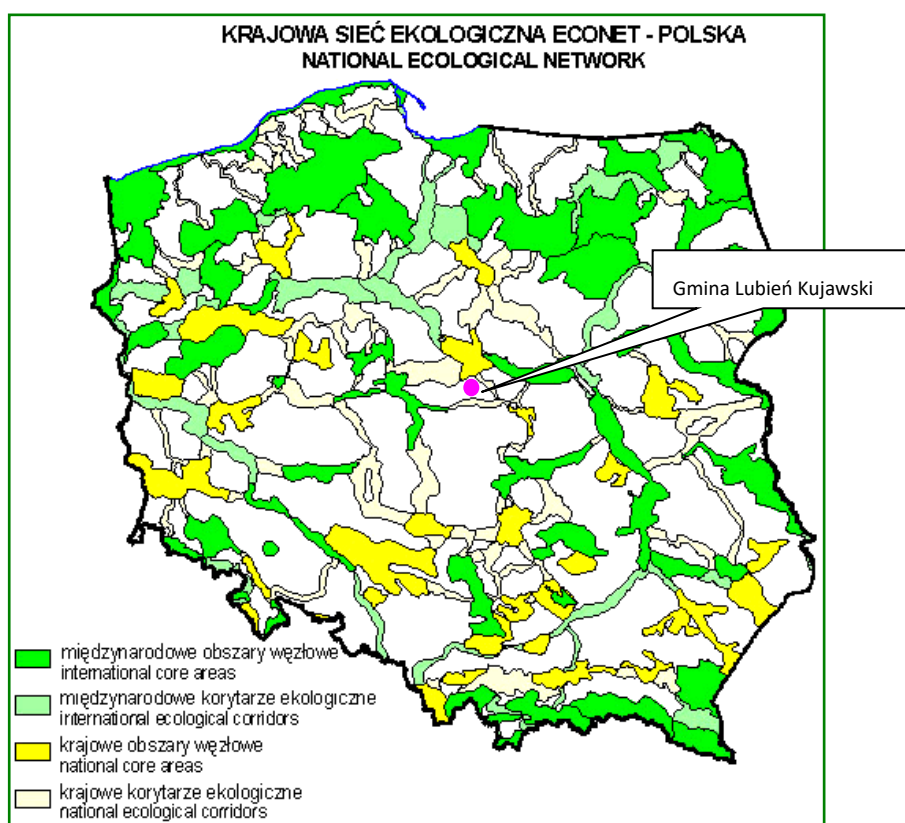 KRAJOWA SIEĆ EKOLOGICZNA ECONET - POLSKA
NATIONAL ECOLOGICAL NETWORK
Gmina Lubień Kujawski
międzynarodowe obszary węzłowe
international core areas
międzynarodowe korytarze ekologiczne
international ecological corridors
krajowe obszary węzłowe
national core areas
krajowe korytarze ekologiczne
national ecological corridors